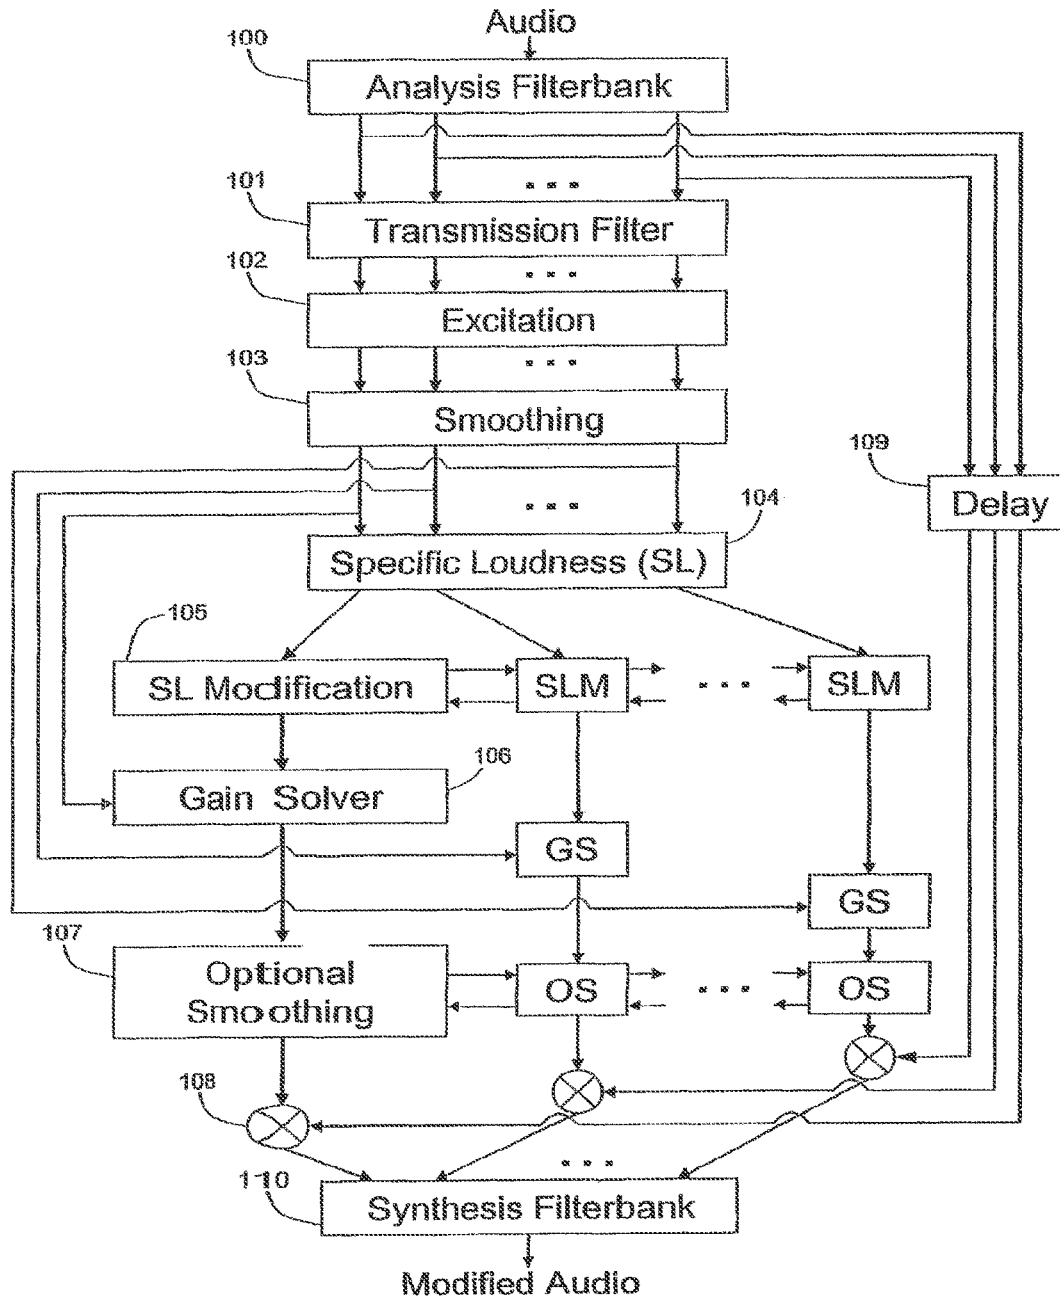 Audio
100
Analysis Filterbank
101
Transmission Filter
102
Excitation
103
Smoothing
109
Delay
104
Specific Loudness (SL)
105
SL Modification
SLM
SLM
106
Gain Solver
GS
GS
107
Optional
Smoothing
OS
OS
108
110
Synthesis Filterbank
Modified Audio